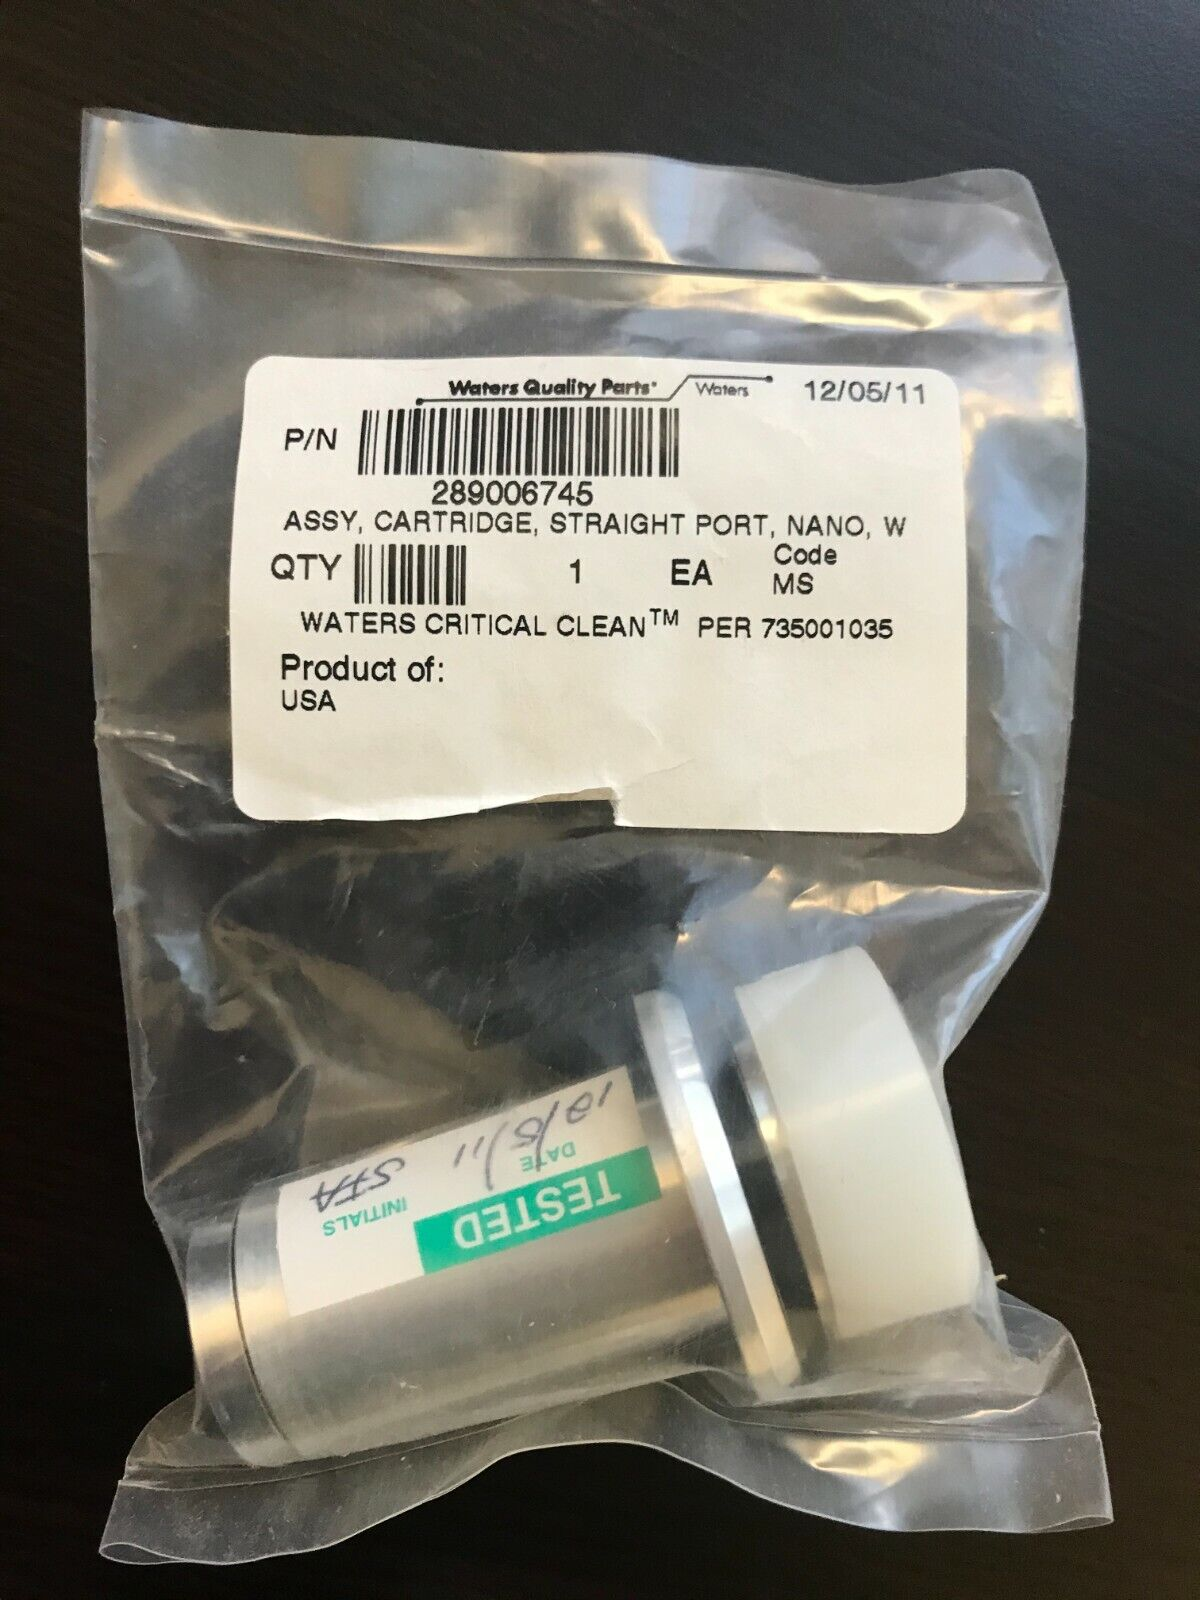 Waters Quality Parts® Waters 12/05/11
P/N
289006745
ASSY, CARTRIDGE, STRAIGHT PORT, NANO, W
QTY 1 EA Code
MS
WATERS CRITICAL CLEAN™ PER 735001035
Product of:
USA
TESTED
DATE INITIALS
12/5/11 SFA